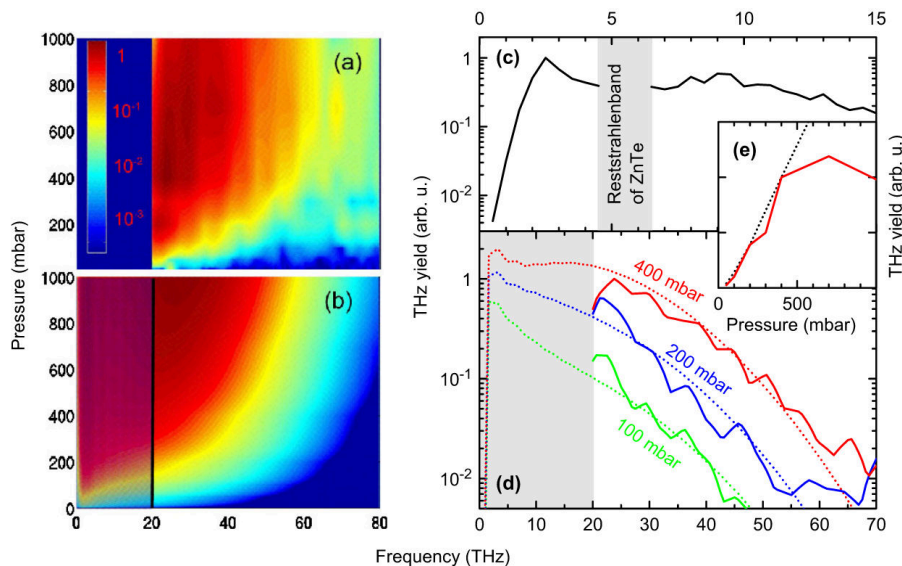 0 5 10 15
1000
800
600
400
200
Pressure (mbar)
1
10-1
10-2
10-3
(a)
1000
800
600
400
200
0
(b)
0 20 40 60 80
THz yield (arb. u.)
1
10-1
10-2
(c)
Reststrahlenband
of ZnTe
(e)
THz yield (arb. u.)
500
Pressure (mbar)
THz yield (arb. u.)
1
10-1
10-2
400 mbar
200 mbar
100 mbar
(d)
0 10 20 30 40 50 60 70
Frequency (THz)